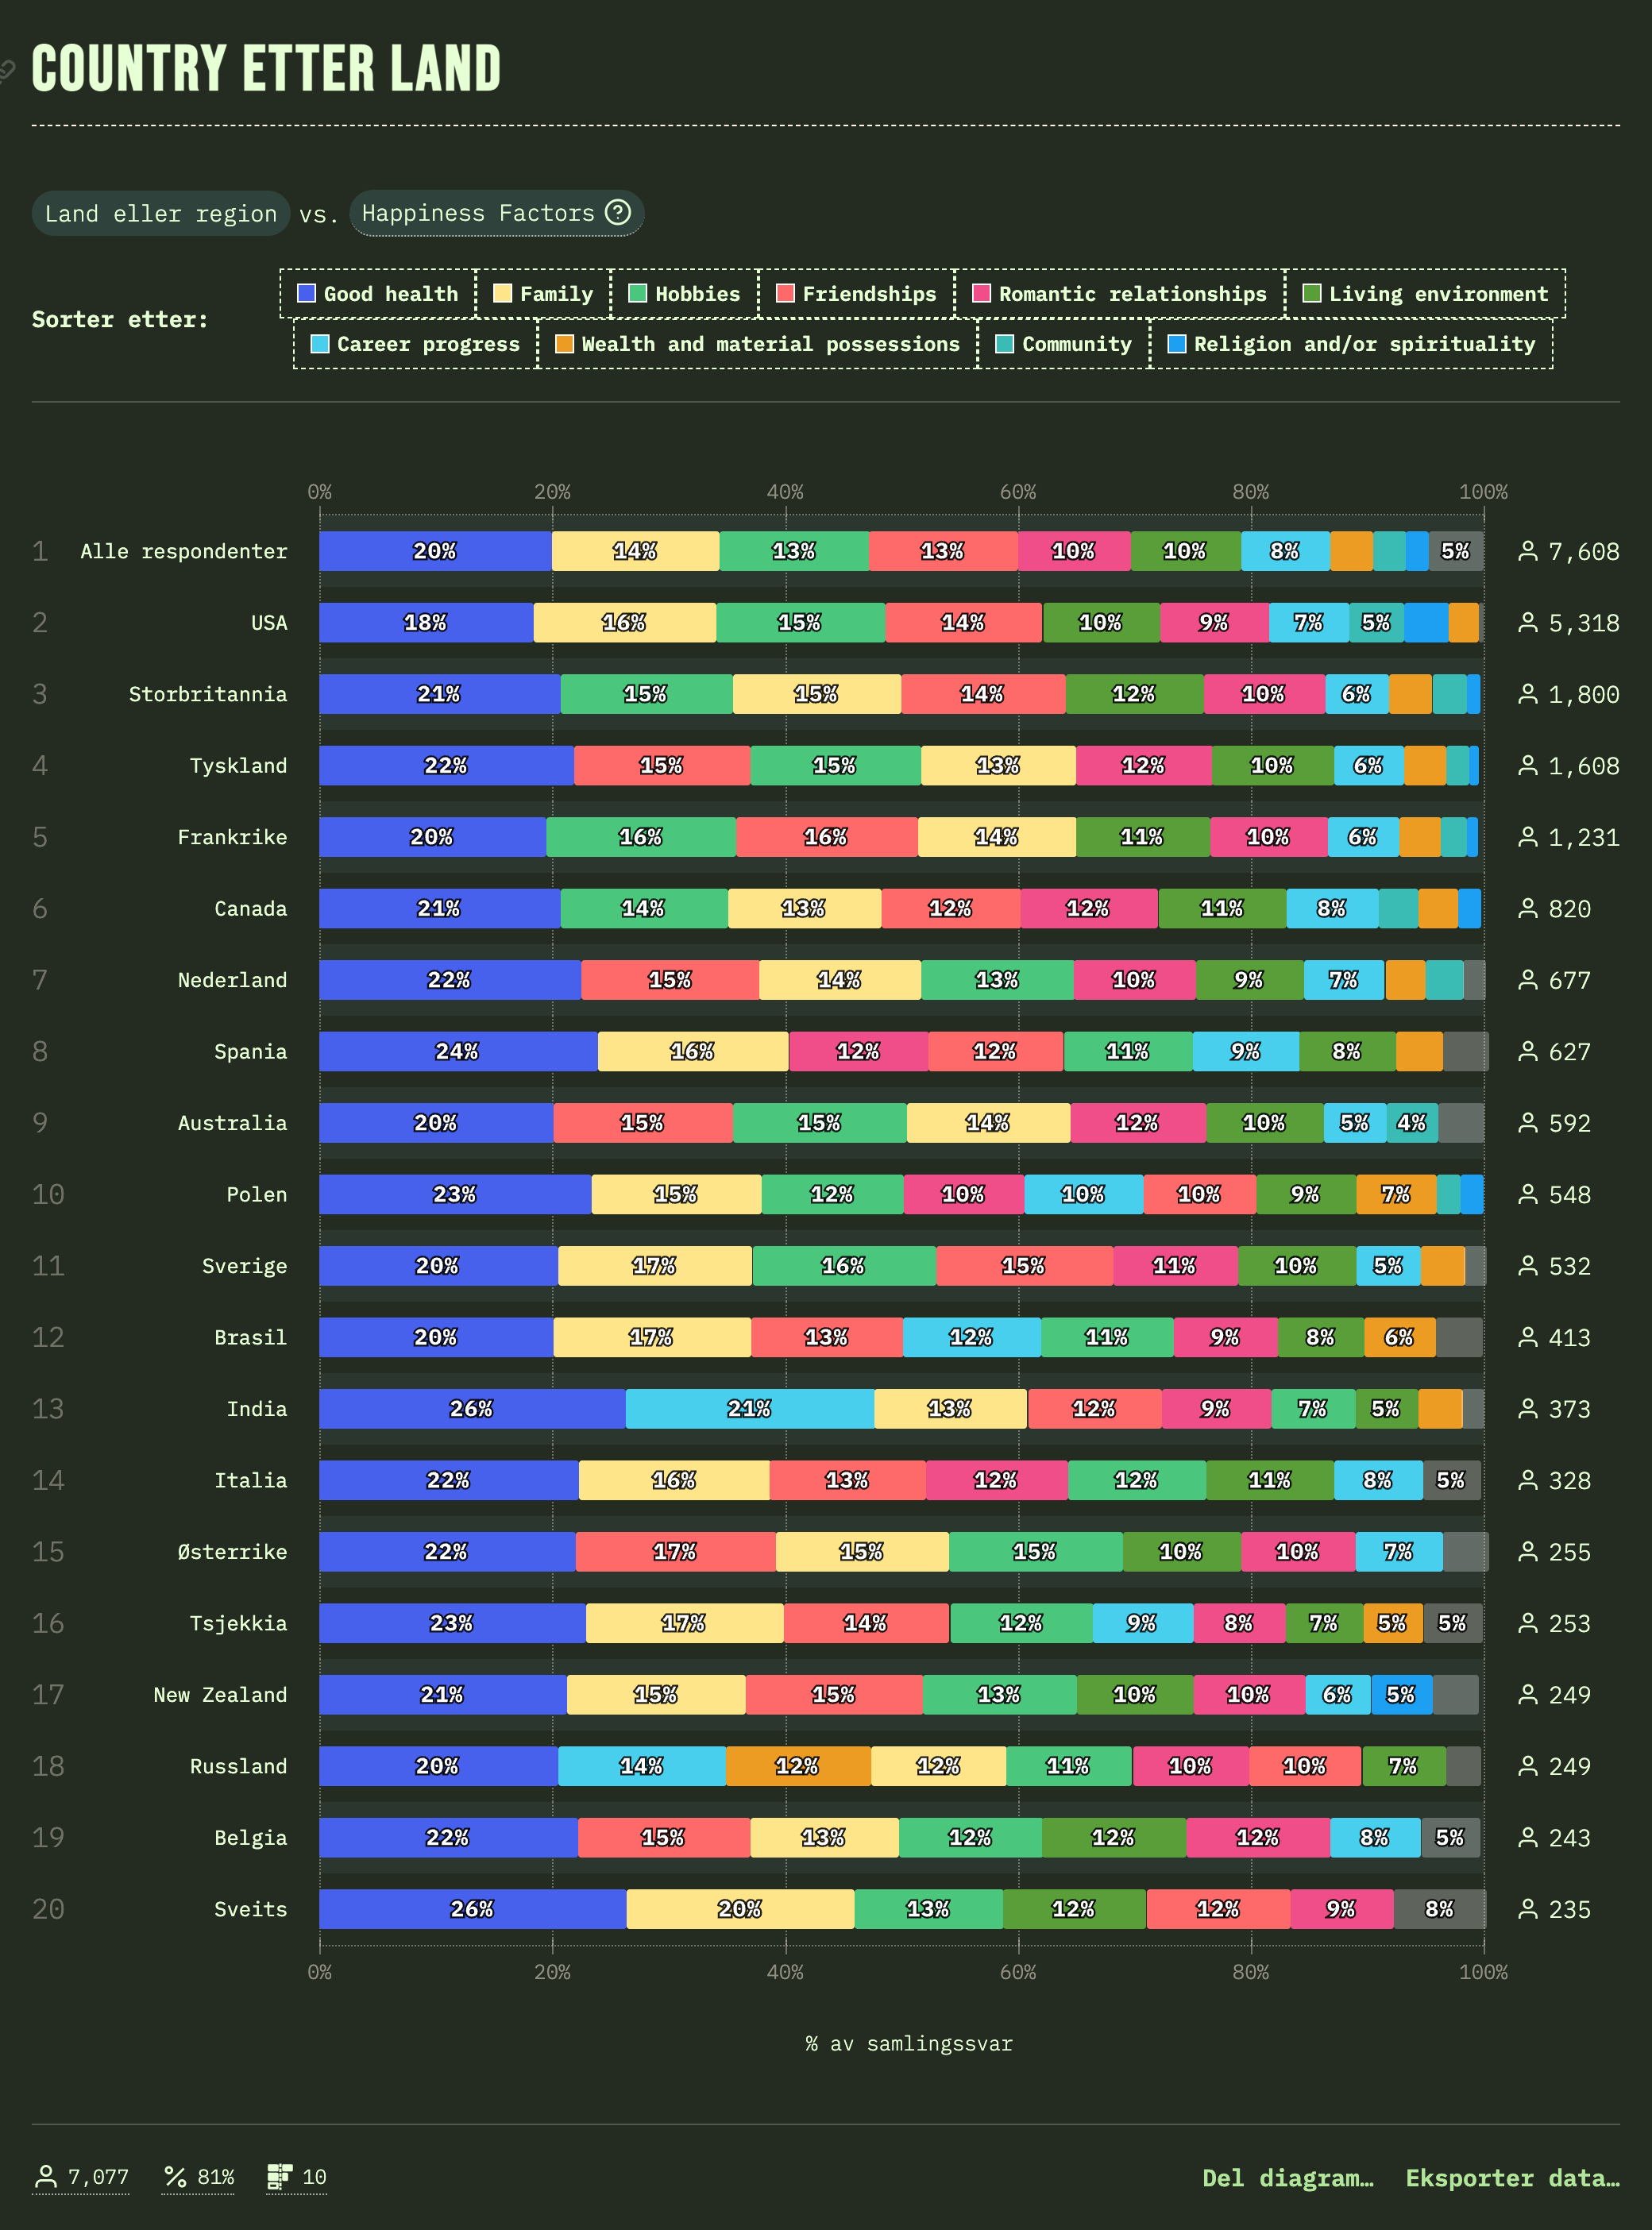 COUNTRY ETTER LAND
Land eller region vs. Happiness Factors ?
Sorter etter:
Good health Family Hobbies Friendships Romantic relationships Living environment
Career progress Wealth and material possessions Community Religion and/or spirituality
0% 20% 40% 60% 80% 100%
1 Alle respondenter 20% 14% 13% 13% 10% 10% 8% 5% 7,608
2 USA 18% 16% 15% 14% 10% 9% 7% 5% 5,318
3 Storbritannia 21% 15% 15% 14% 12% 10% 6% 1,800
4 Tyskland 22% 15% 15% 13% 12% 10% 6% 1,608
5 Frankrike 20% 16% 16% 14% 11% 10% 6% 1,231
6 Canada 21% 14% 13% 12% 12% 11% 8% 820
7 Nederland 22% 15% 14% 13% 10% 9% 7% 677
8 Spania 24% 16% 12% 12% 11% 9% 8% 627
9 Australia 20% 15% 15% 14% 12% 10% 5% 4% 592
10 Polen 23% 15% 12% 10% 10% 10% 9% 7% 548
11 Sverige 20% 17% 16% 15% 11% 10% 5% 532
12 Brasil 20% 17% 13% 12% 11% 9% 8% 6% 413
13 India 26% 21% 13% 12% 9% 7% 5% 373
14 Italia 22% 16% 13% 12% 12% 11% 8% 5% 328
15 Østerrike 22% 17% 15% 15% 10% 10% 7% 255
16 Tsjekkia 23% 17% 14% 12% 9% 8% 7% 5% 5% 253
17 New Zealand 21% 15% 15% 13% 10% 10% 6% 5% 249
18 Russland 20% 14% 12% 12% 11% 10% 10% 7% 249
19 Belgia 22% 15% 13% 12% 12% 12% 8% 5% 243
20 Sveits 26% 20% 13% 12% 12% 9% 8% 235
0% 20% 40% 60% 80% 100%
% av samlingssvar
7,077 81% 10 Del diagram… Eksporter data…